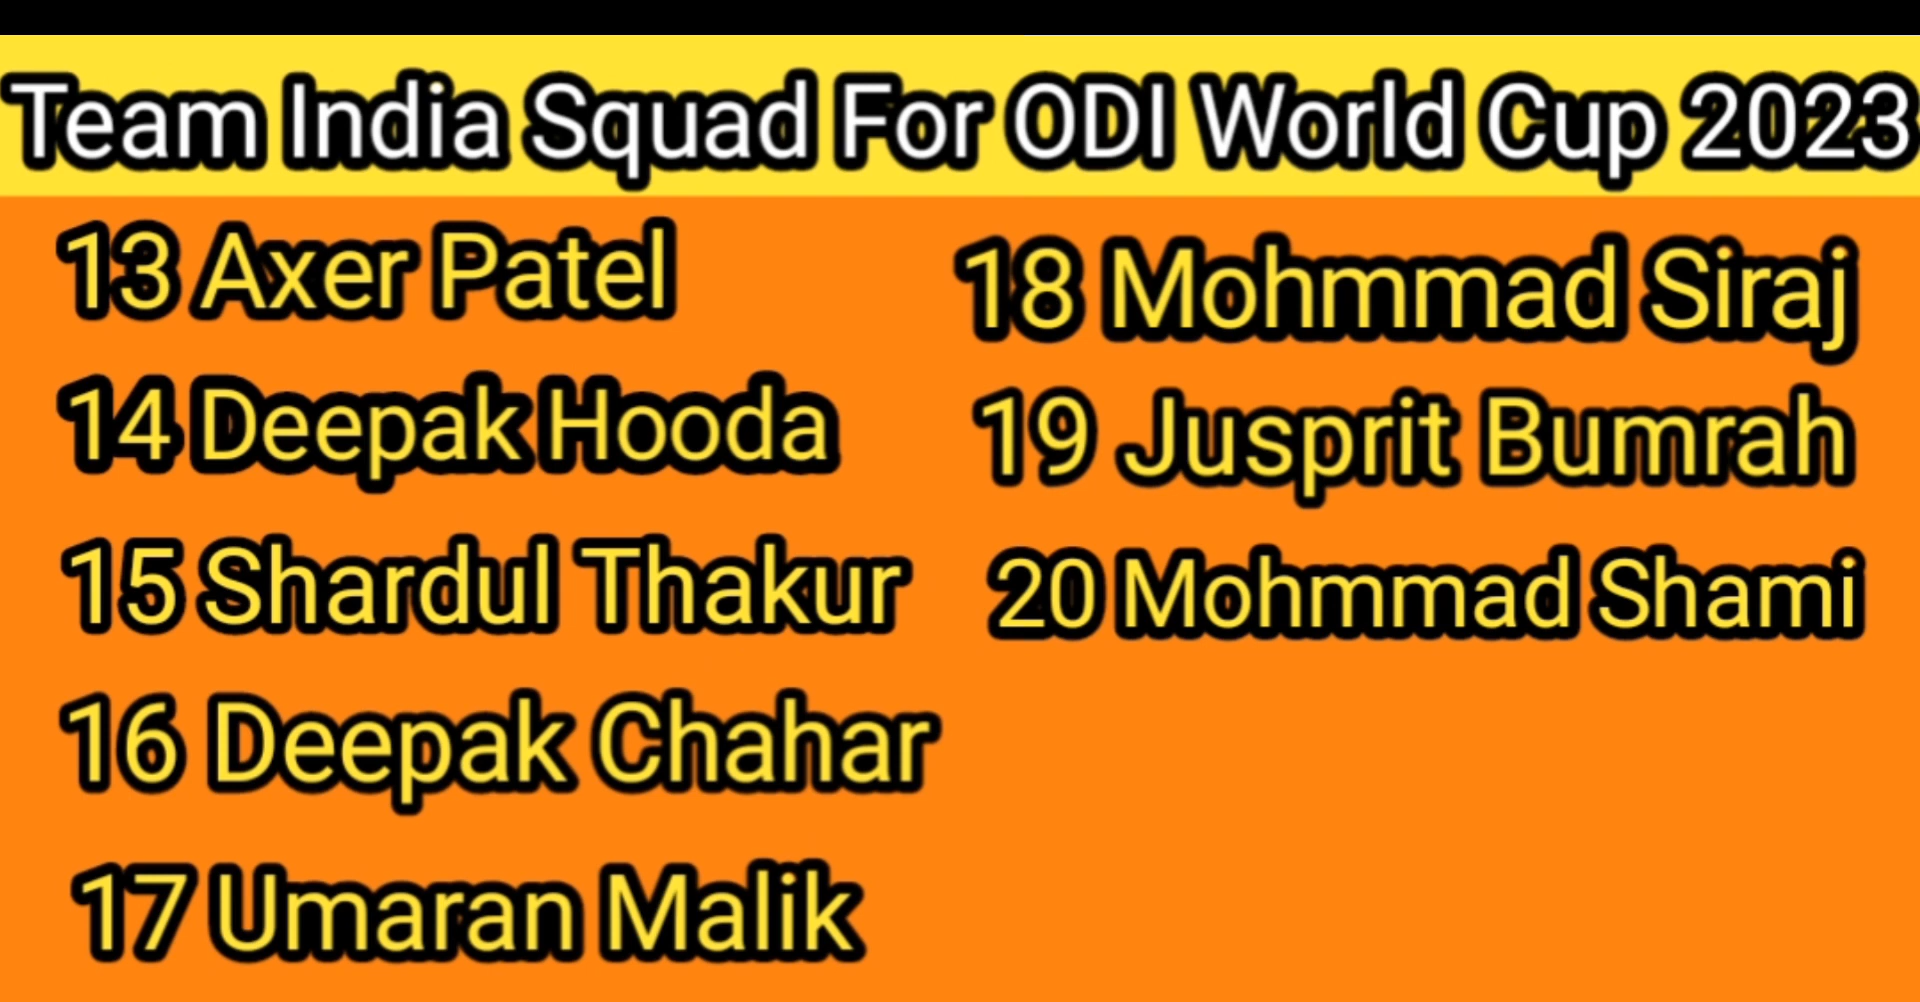 Team India Squad For ODI World Cup 2023
13 Axer Patel
14 Deepak Hooda
15 Shardul Thakur
16 Deepak Chahar
17 Umaran Malik
18 Mohmmad Siraj
19 Jusprit Bumrah
20 Mohmmad Shami